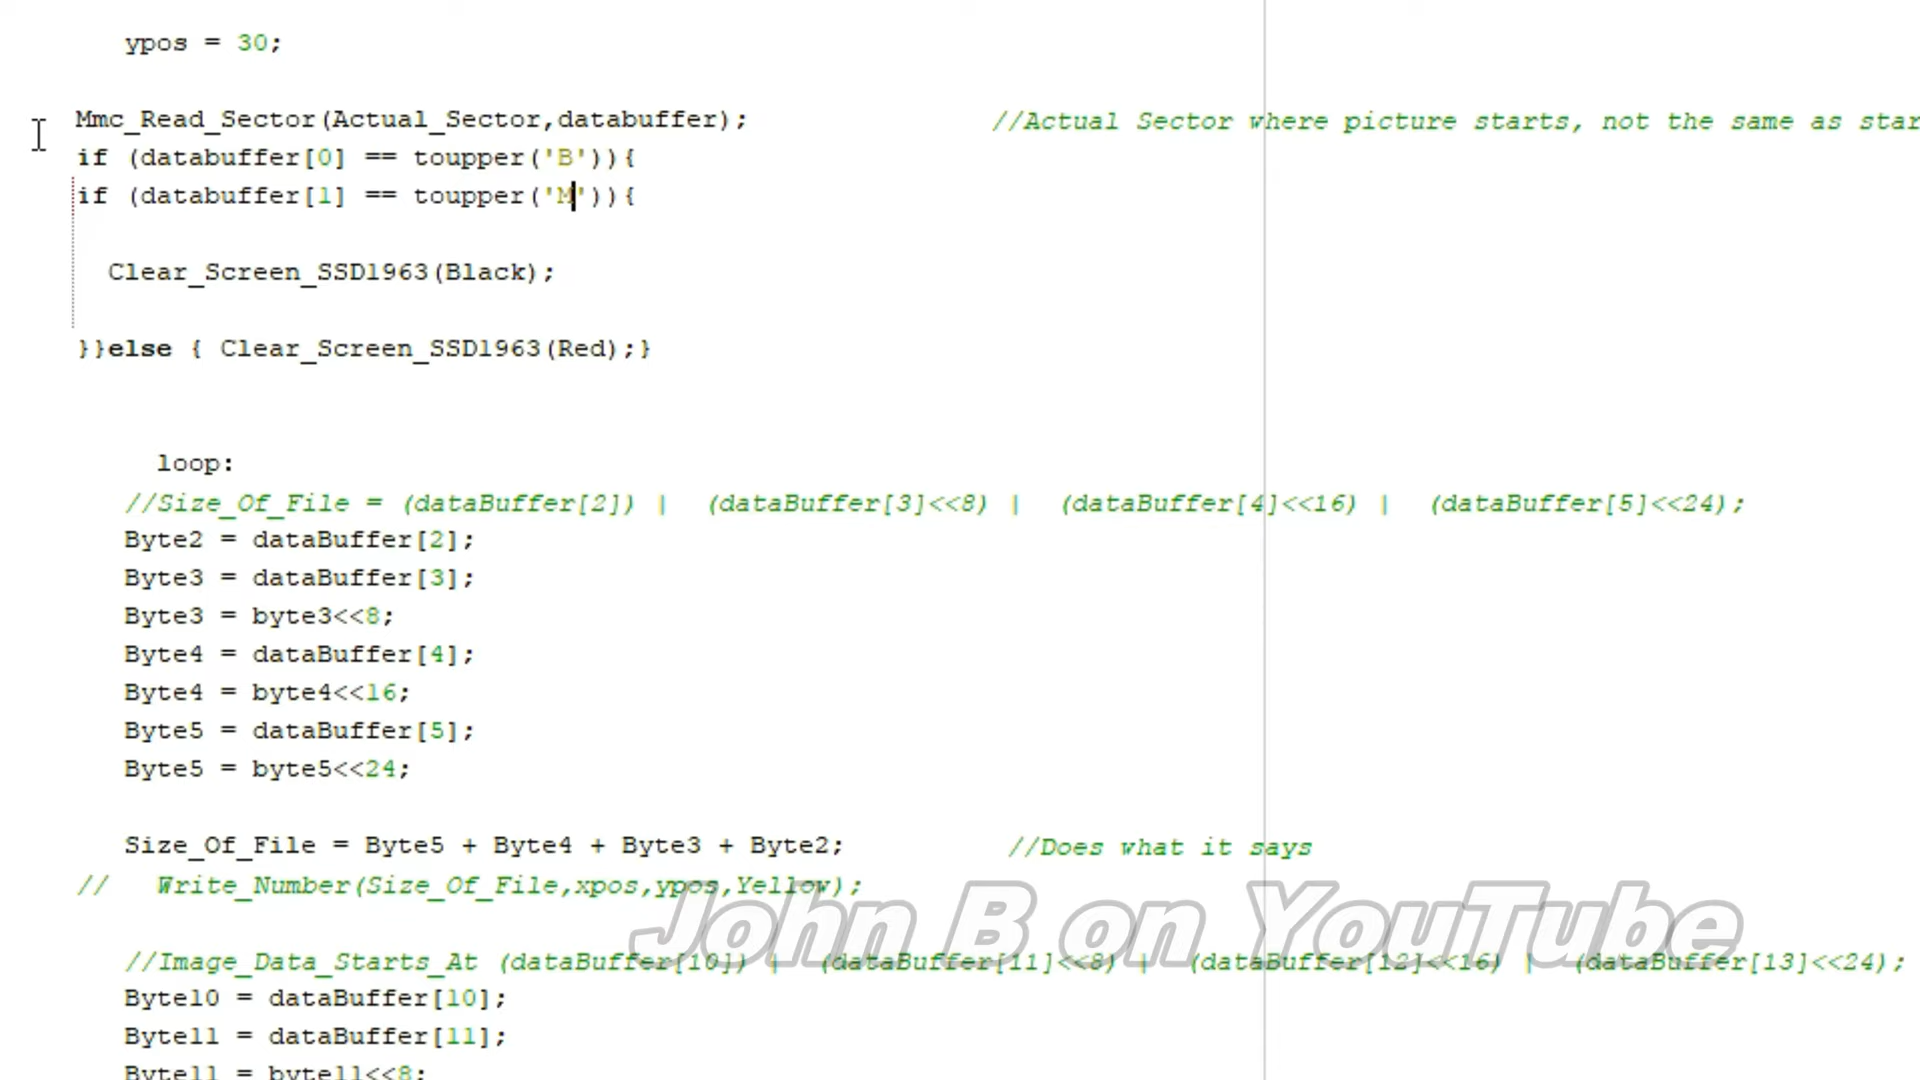 ypos = 30;
Mmc_Read_Sector(Actual_Sector,databuffer); //Actual Sector where picture starts, not the same as star
if (databuffer[0] == toupper('B')){
if (databuffer[1] == toupper('M')){
Clear_Screen_SSD1963(Black);
}}else { Clear_Screen_SSD1963(Red);}
loop:
//Size_Of_File = (dataBuffer[2]) | (dataBuffer[3]<<8) | (dataBuffer[4]<<16) | (dataBuffer[5]<<24);
Byte2 = dataBuffer[2];
Byte3 = dataBuffer[3];
Byte3 = byte3<<8;
Byte4 = dataBuffer[4];
Byte4 = byte4<<16;
Byte5 = dataBuffer[5];
Byte5 = byte5<<24;
Size_Of_File = Byte5 + Byte4 + Byte3 + Byte2; //Does what it says
// Write_Number(Size_Of_File,xpos,ypos,Yellow);
John B on YouTube
//Image_Data_Starts_At (dataBuffer[10]) | (dataBuffer[11]<<8) | (dataBuffer[12]<<16) | (dataBuffer[13]<<24);
Byte10 = dataBuffer[10];
Byte11 = dataBuffer[11];
Byte11 = byte11<<8;